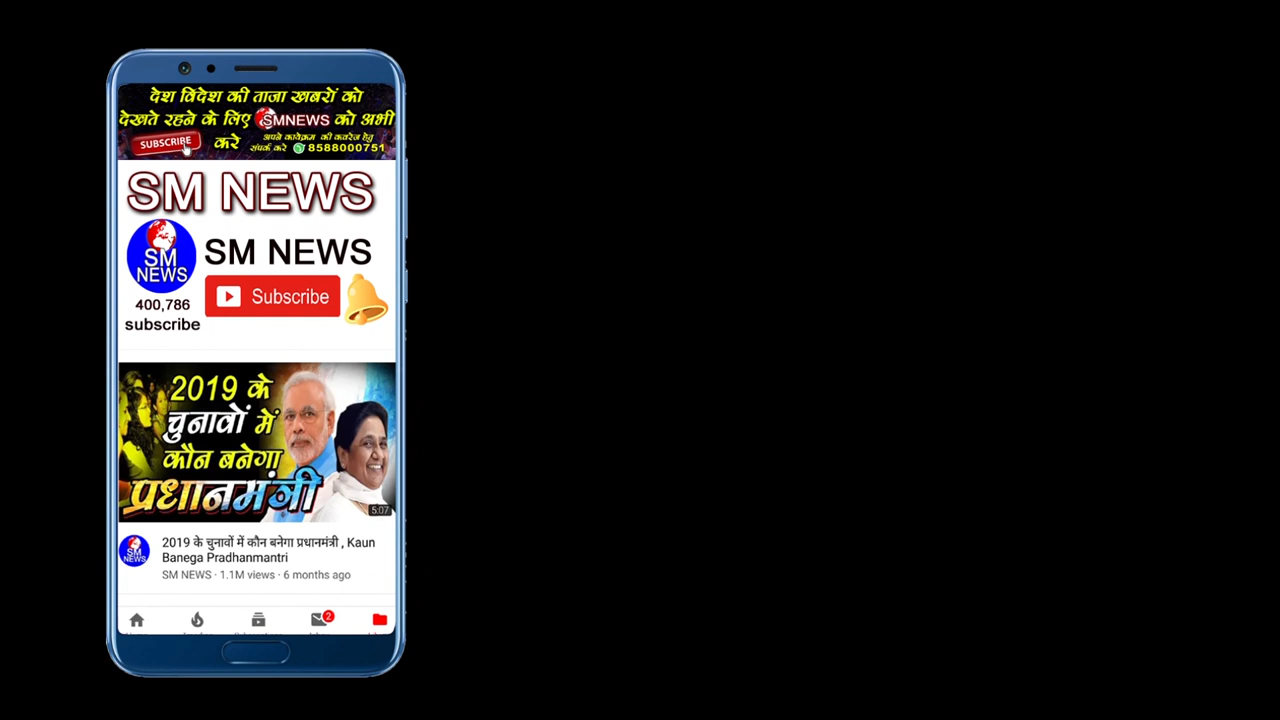 देश विदेश की ताजा खबरों को
देखते रहने के लिए SMNEWS को अभी
SUBSCRIBE करे
अपने कार्यक्रम की कवरेज हेतु
संपर्क करे 8588000751
SM NEWS
SM
NEWS
SM NEWS
Subscribe
400,786
subscribe
2019 के
चुनावों में
कौन बनेगा
प्रधानमंत्री
5:07
SM
NEWS
2019 के चुनावों में कौन बनेगा प्रधानमंत्री , Kaun
Banega Pradhanmantri
SM NEWS · 1.1M views · 6 months ago
2